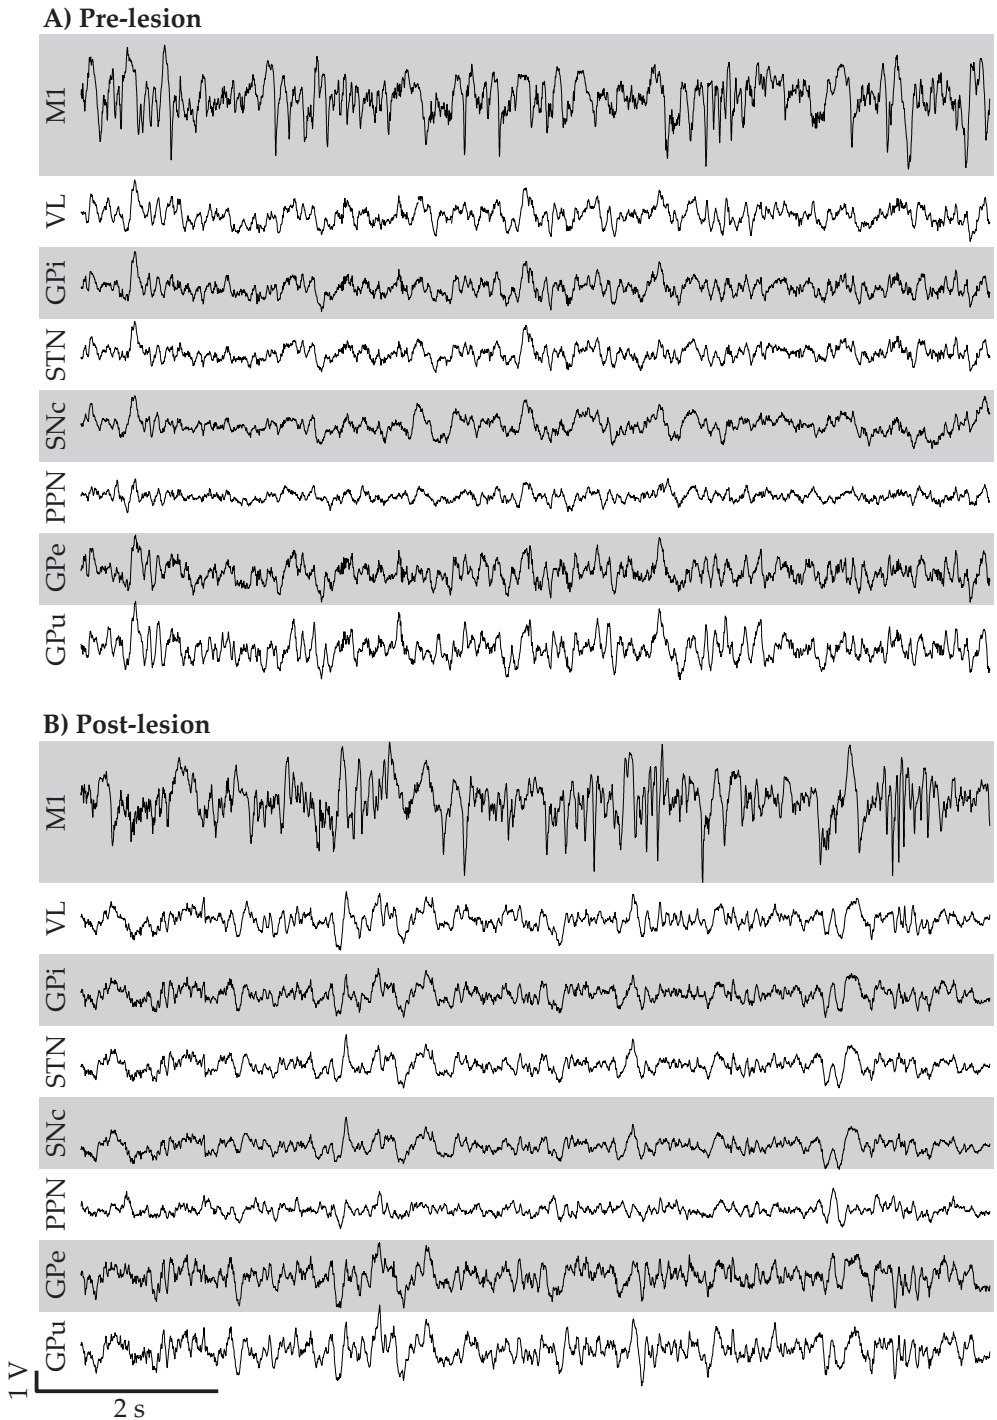 A) Pre-lesion
M1
VL
GPi
STN
SNc
PPN
GPe
GPu
B) Post-lesion
M1
VL
GPi
STN
SNc
PPN
GPe
GPu
1 V
2 s